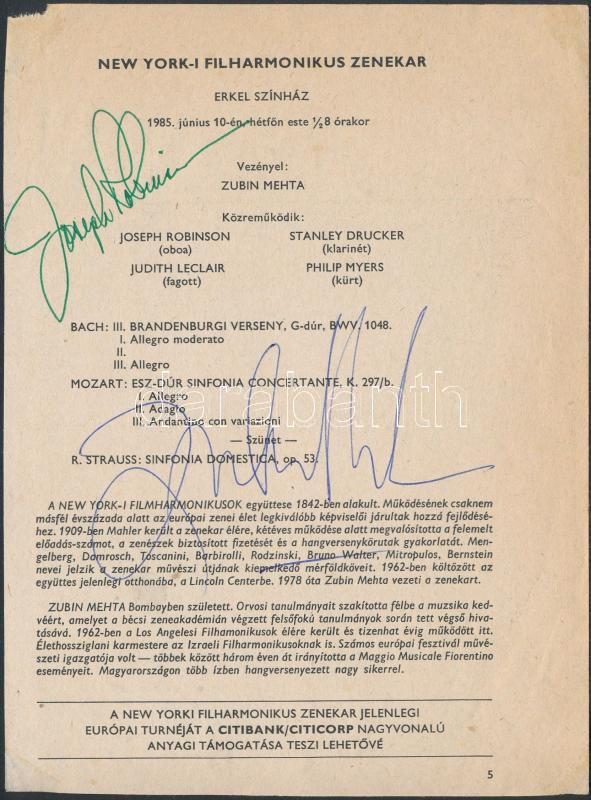 NEW YORK-I FILHARMONIKUS ZENEKAR
ERKEL SZÍNHÁZ
1985. június 10-én, hétfőn este ½8 órakor
Vezényel:
ZUBIN MEHTA
Közreműködik:
JOSEPH ROBINSON
(oboa)
STANLEY DRUCKER
(klarinét)
JUDITH LECLAIR
(fagott)
PHILIP MYERS
(kürt)
Joseph Robinson
BACH: III. BRANDENBURGI VERSENY, G-dúr, BWV. 1048.
I. Allegro moderato
II.
III. Allegro
MOZART: ESZ-DÚR SINFONIA CONCERTANTE, K. 297/b.
I. Allegro
II. Adagio
III. Andantino con variazioni
— Szünet —
R. STRAUSS: SINFONIA DOMESTICA, op. 53.
darabanth
A NEW YORK-I FILMHARMONIKUSOK együttese 1842-ben alakult. Működésének csaknem
másfél évszázada alatt az európai zenei élet legkiválóbb képviselői járultak hozzá fejlődésé-
hez. 1909-ben Mahler került a zenekar élére, kétéves működése alatt megvalósította a felemelt
előadás-számot, a zenészek biztosított fizetését és a hangversenykörutak gyakorlatát. Men-
gelberg, Damrosch, Toscanini, Barbirolli, Rodzinski, Bruno Walter, Mitropulos, Bernstein
nevei jelzik a zenekar művészi útjának kiemelkedő mérföldköveit. 1962-ben költözött az
együttes jelenlegi otthonába, a Lincoln Centerbe. 1978 óta Zubin Mehta vezeti a zenekart.
ZUBIN MEHTA Bombayben született. Orvosi tanulmányait szakította félbe a muzsika ked-
véért, amelyet a bécsi zeneakadémián végzett felsőfokú tanulmányok során tett végső hiva-
tásává. 1962-ben a Los Angelesi Filhamonikusok élére került és tizenhat évig működött itt.
Élethossziglani karmestere az Izraeli Filharmonikusoknak is. Számos európai fesztivál művé-
szeti igazgatója volt — többek között három éven át irányította a Maggio Musicale Fiorentino
eseményeit. Magyarországon több ízben hangversenyezett nagy sikerrel.
A NEW YORKI FILHARMONIKUS ZENEKAR JELENLEGI
EURÓPAI TURNÉJÁT A CITIBANK/CITICORP NAGYVONALÚ
ANYAGI TÁMOGATÁSA TESZI LEHETŐVÉ
5